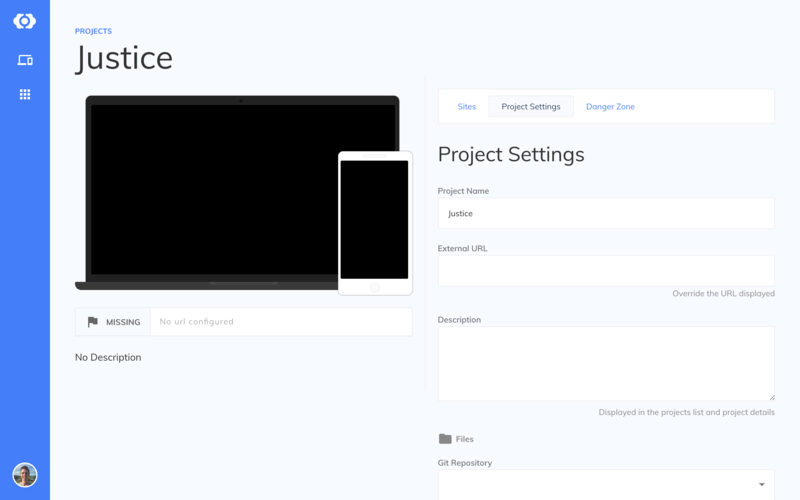 PROJECTS
Justice
MISSING
No url configured
No Description
Sites
Project Settings
Danger Zone
Project Settings
Project Name
Justice
External URL
Override the URL displayed
Description
Displayed in the projects list and project details
Files
Git Repository